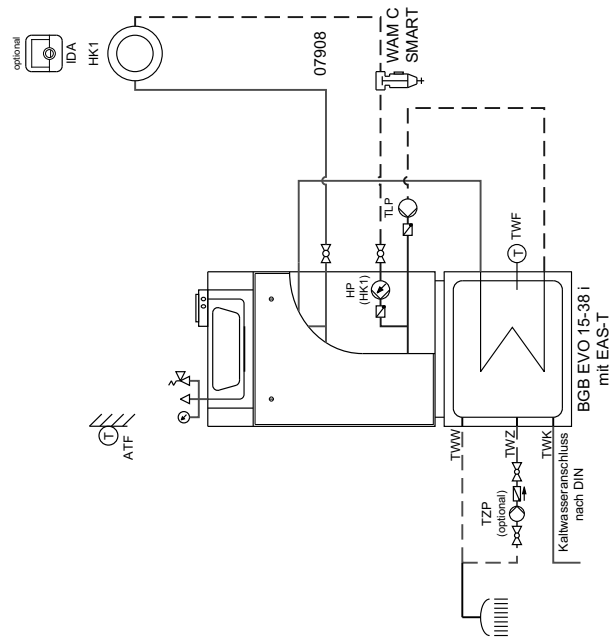 optional
IDA
HK1
07908
WAM C
SMART
TLP
HP
(HK1)
T
TWF
T
ATF
TWW
TWZ
TWK
TZP
(optional)
Kaltwasseranschluss
nach DIN
BGB EVO 15-38 i
mit EAS-T